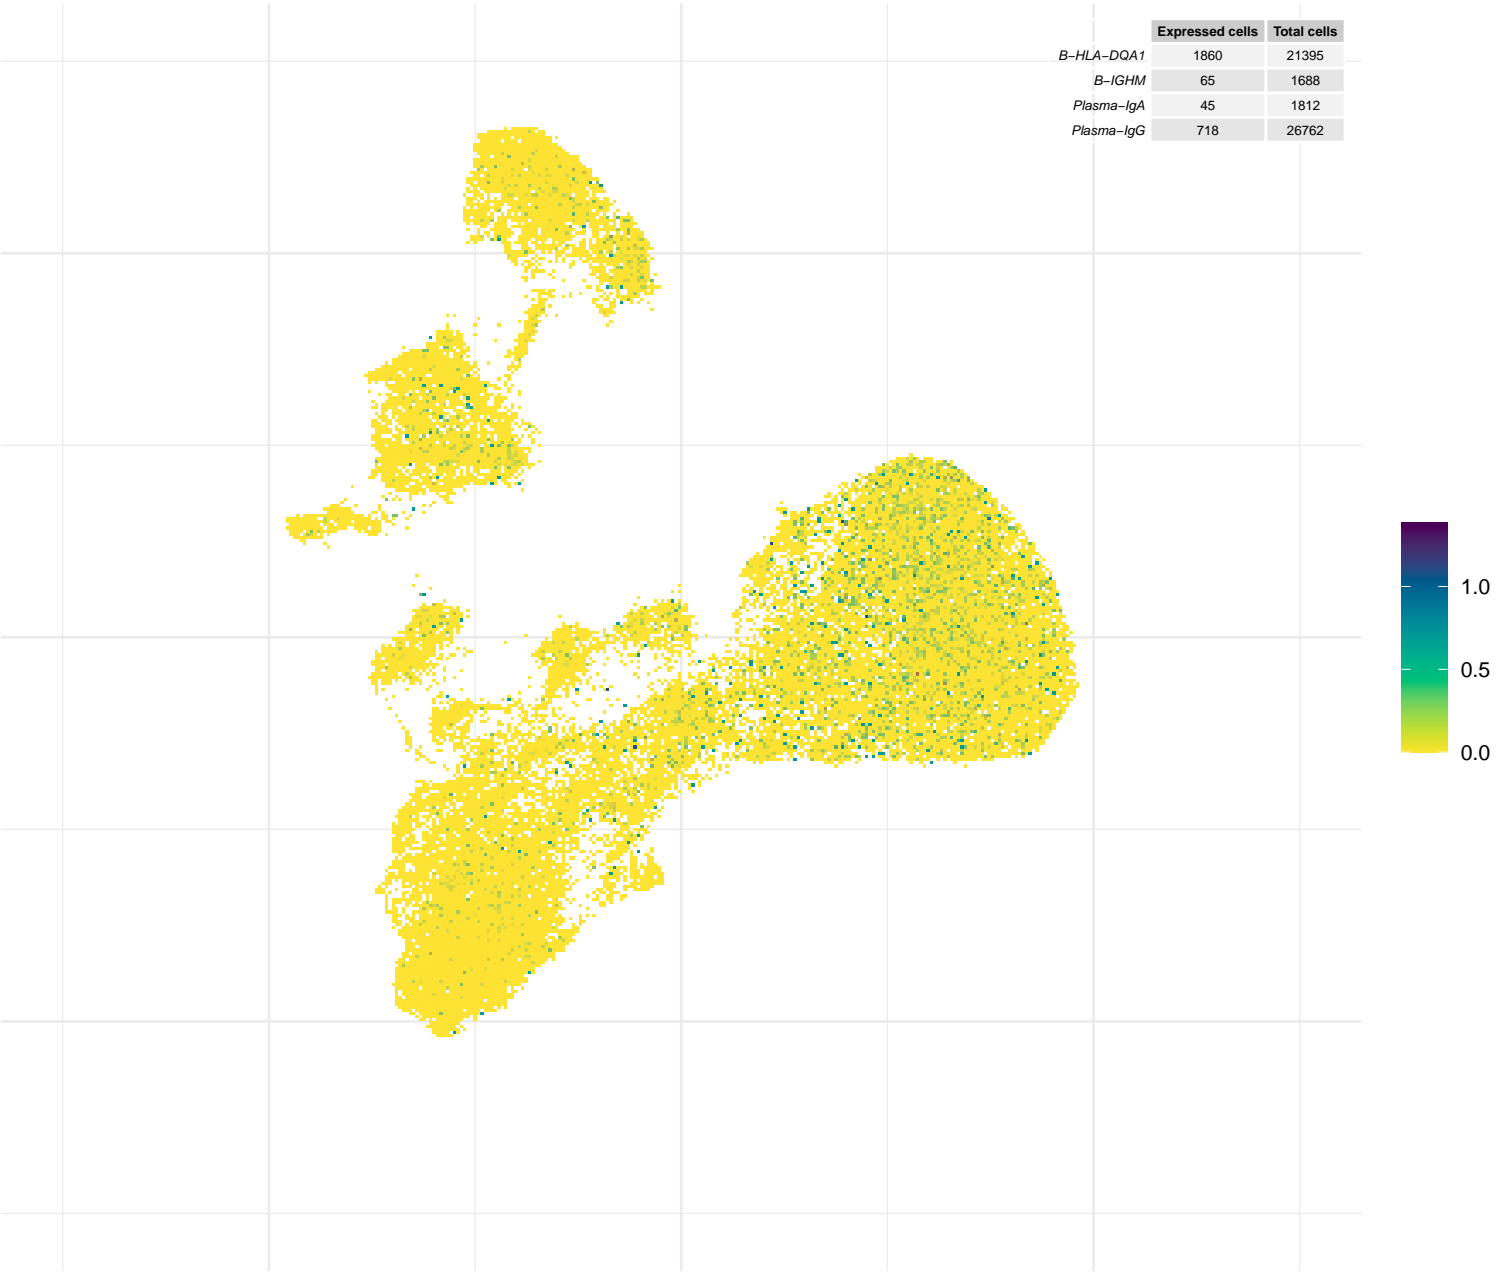 Expressed cells Total cells
B-HLA-DQA1 1860 21395
B-IGHM 65 1688
Plasma-IgA 45 1812
Plasma-IgG 718 26762
1.0
0.5
0.0